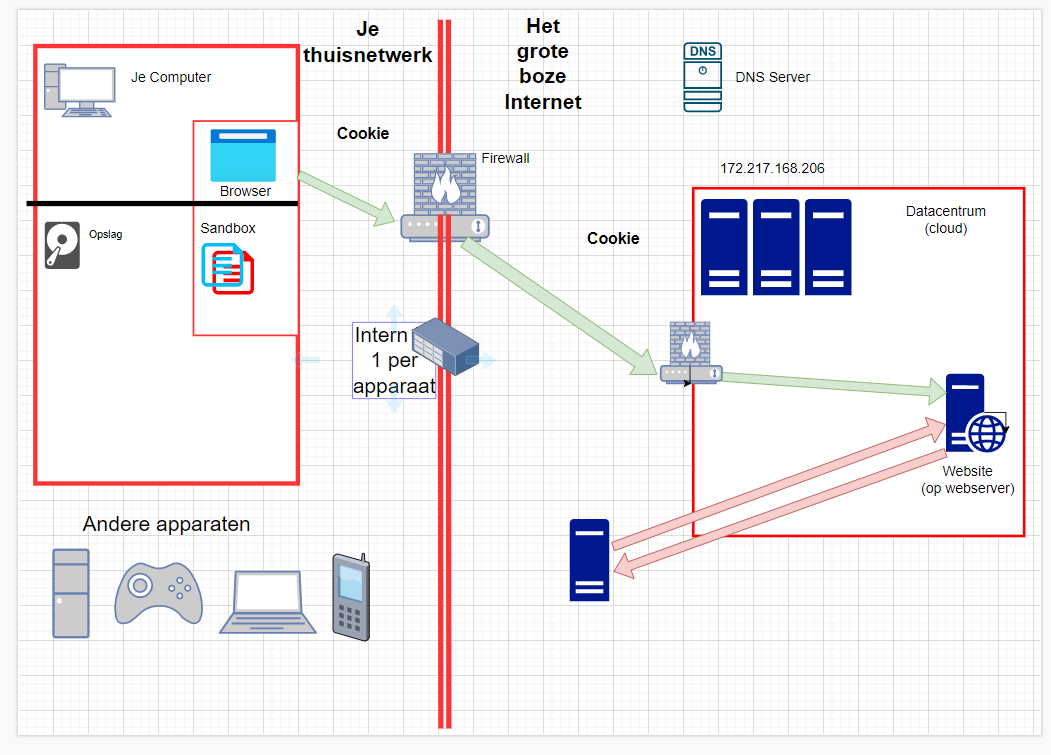 Je
thuisnetwerk
Het
grote
boze
Internet
DNS
DNS Server
Je Computer
Cookie
Firewall
172.217.168.206
Browser
Datacentrum
(cloud)
Opslag
Sandbox
Cookie
Intern
1 per
apparaat
Website
(op webserver)
Andere apparaten